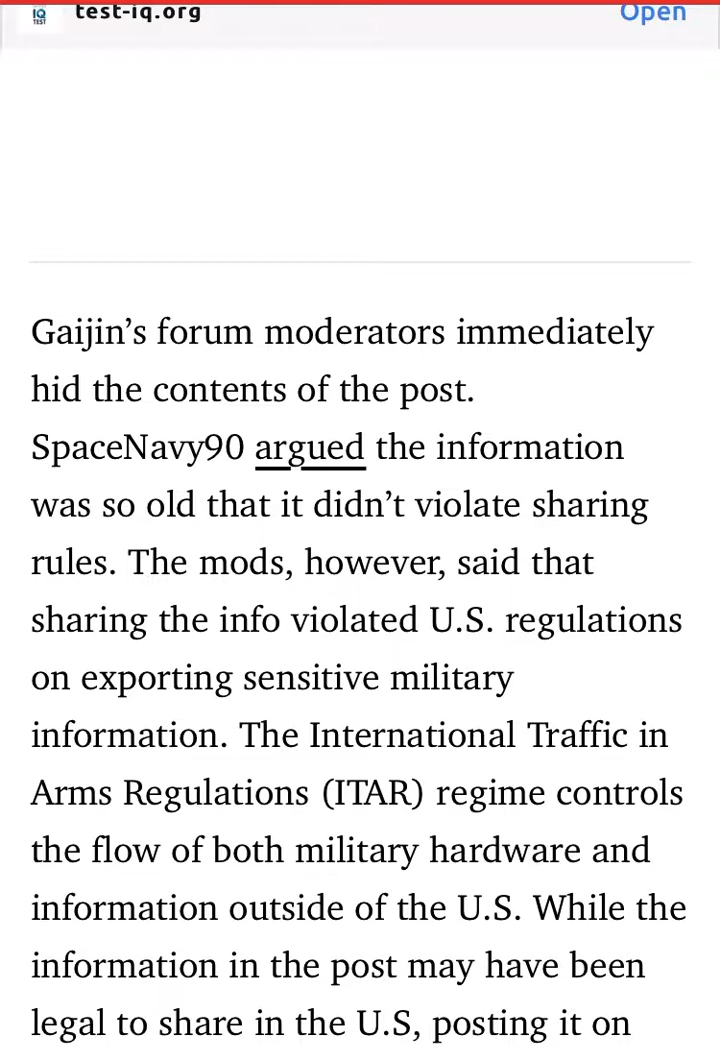 IQ
TEST
test-iq.org
Open
Gaijin’s forum moderators immediately
hid the contents of the post.
SpaceNavy90 argued the information
was so old that it didn’t violate sharing
rules. The mods, however, said that
sharing the info violated U.S. regulations
on exporting sensitive military
information. The International Traffic in
Arms Regulations (ITAR) regime controls
the flow of both military hardware and
information outside of the U.S. While the
information in the post may have been
legal to share in the U.S, posting it on